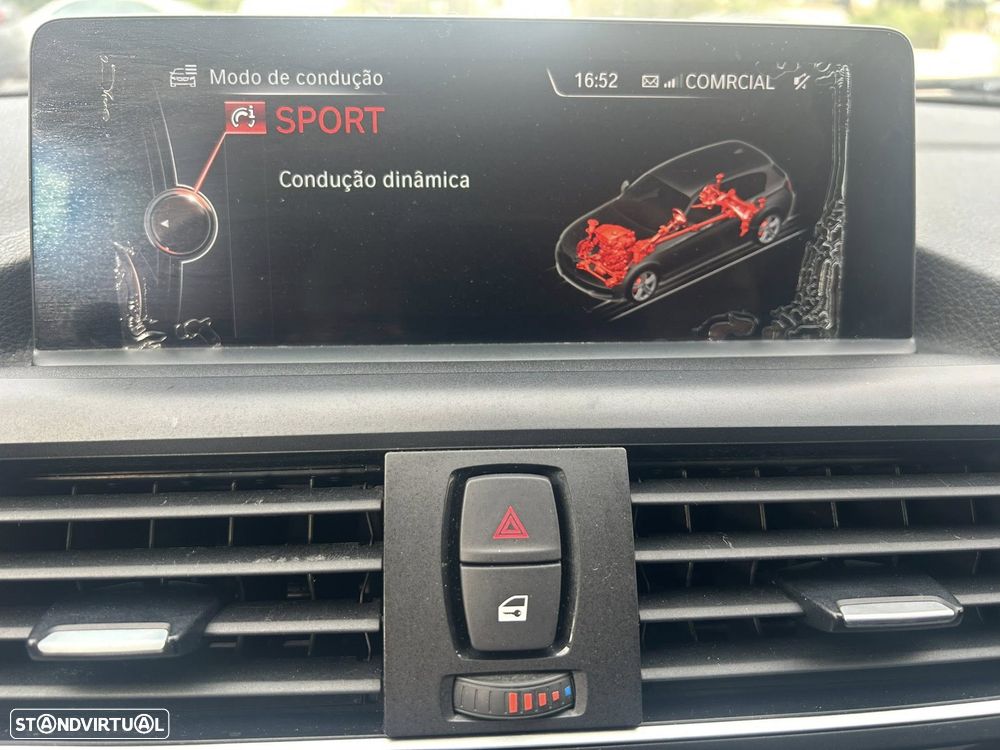 Modo de condução
16:52 COMRCIAL
SPORT
Condução dinâmica
STANDVIRTUAL